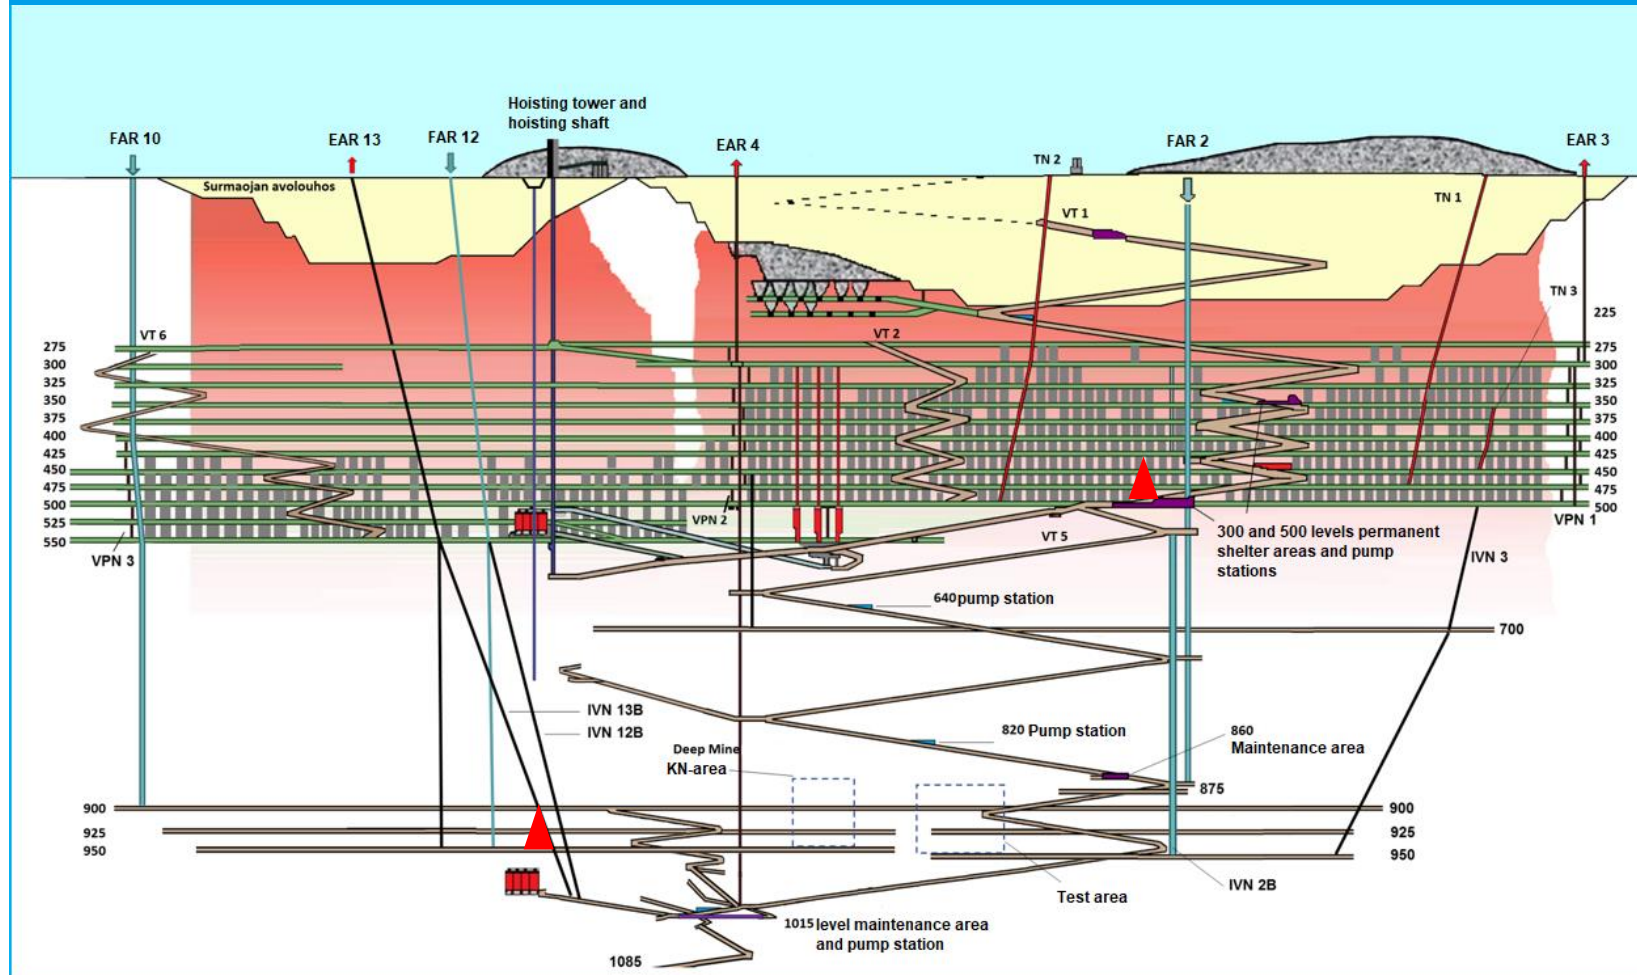 Hoisting tower and
hoisting shaft
FAR 10
EAR 13
FAR 12
EAR 4
TN 2
FAR 2
EAR 3
Surmaojan avolouhos
VT 1
TN 1
TN 3
225
VT 6
VT 2
275
300
325
350
375
400
425
450
475
500
525
550
275
300
325
350
375
400
425
450
475
500
VPN 3
VPN 2
VT 5
VPN 1
300 and 500 levels permanent
shelter areas and pump
stations
IVN 3
640 pump station
700
IVN 13B
IVN 12B
820 Pump station
860
Maintenance area
Deep Mine
KN-area
875
900
925
950
900
925
950
IVN 2B
Test area
1015 level maintenance area
and pump station
1085